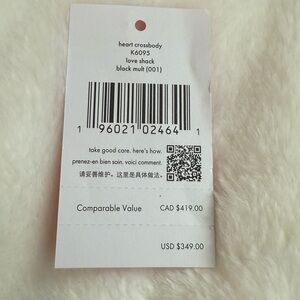 heart crossbody
K6095
love shack
black mult (001)
1 96021 02464 1
take good care. here's how.
prenez-en bien soin. voici comment.
请妥善维护。这里是具体做法。
Comparable Value CAD $419.00
USD $349.00